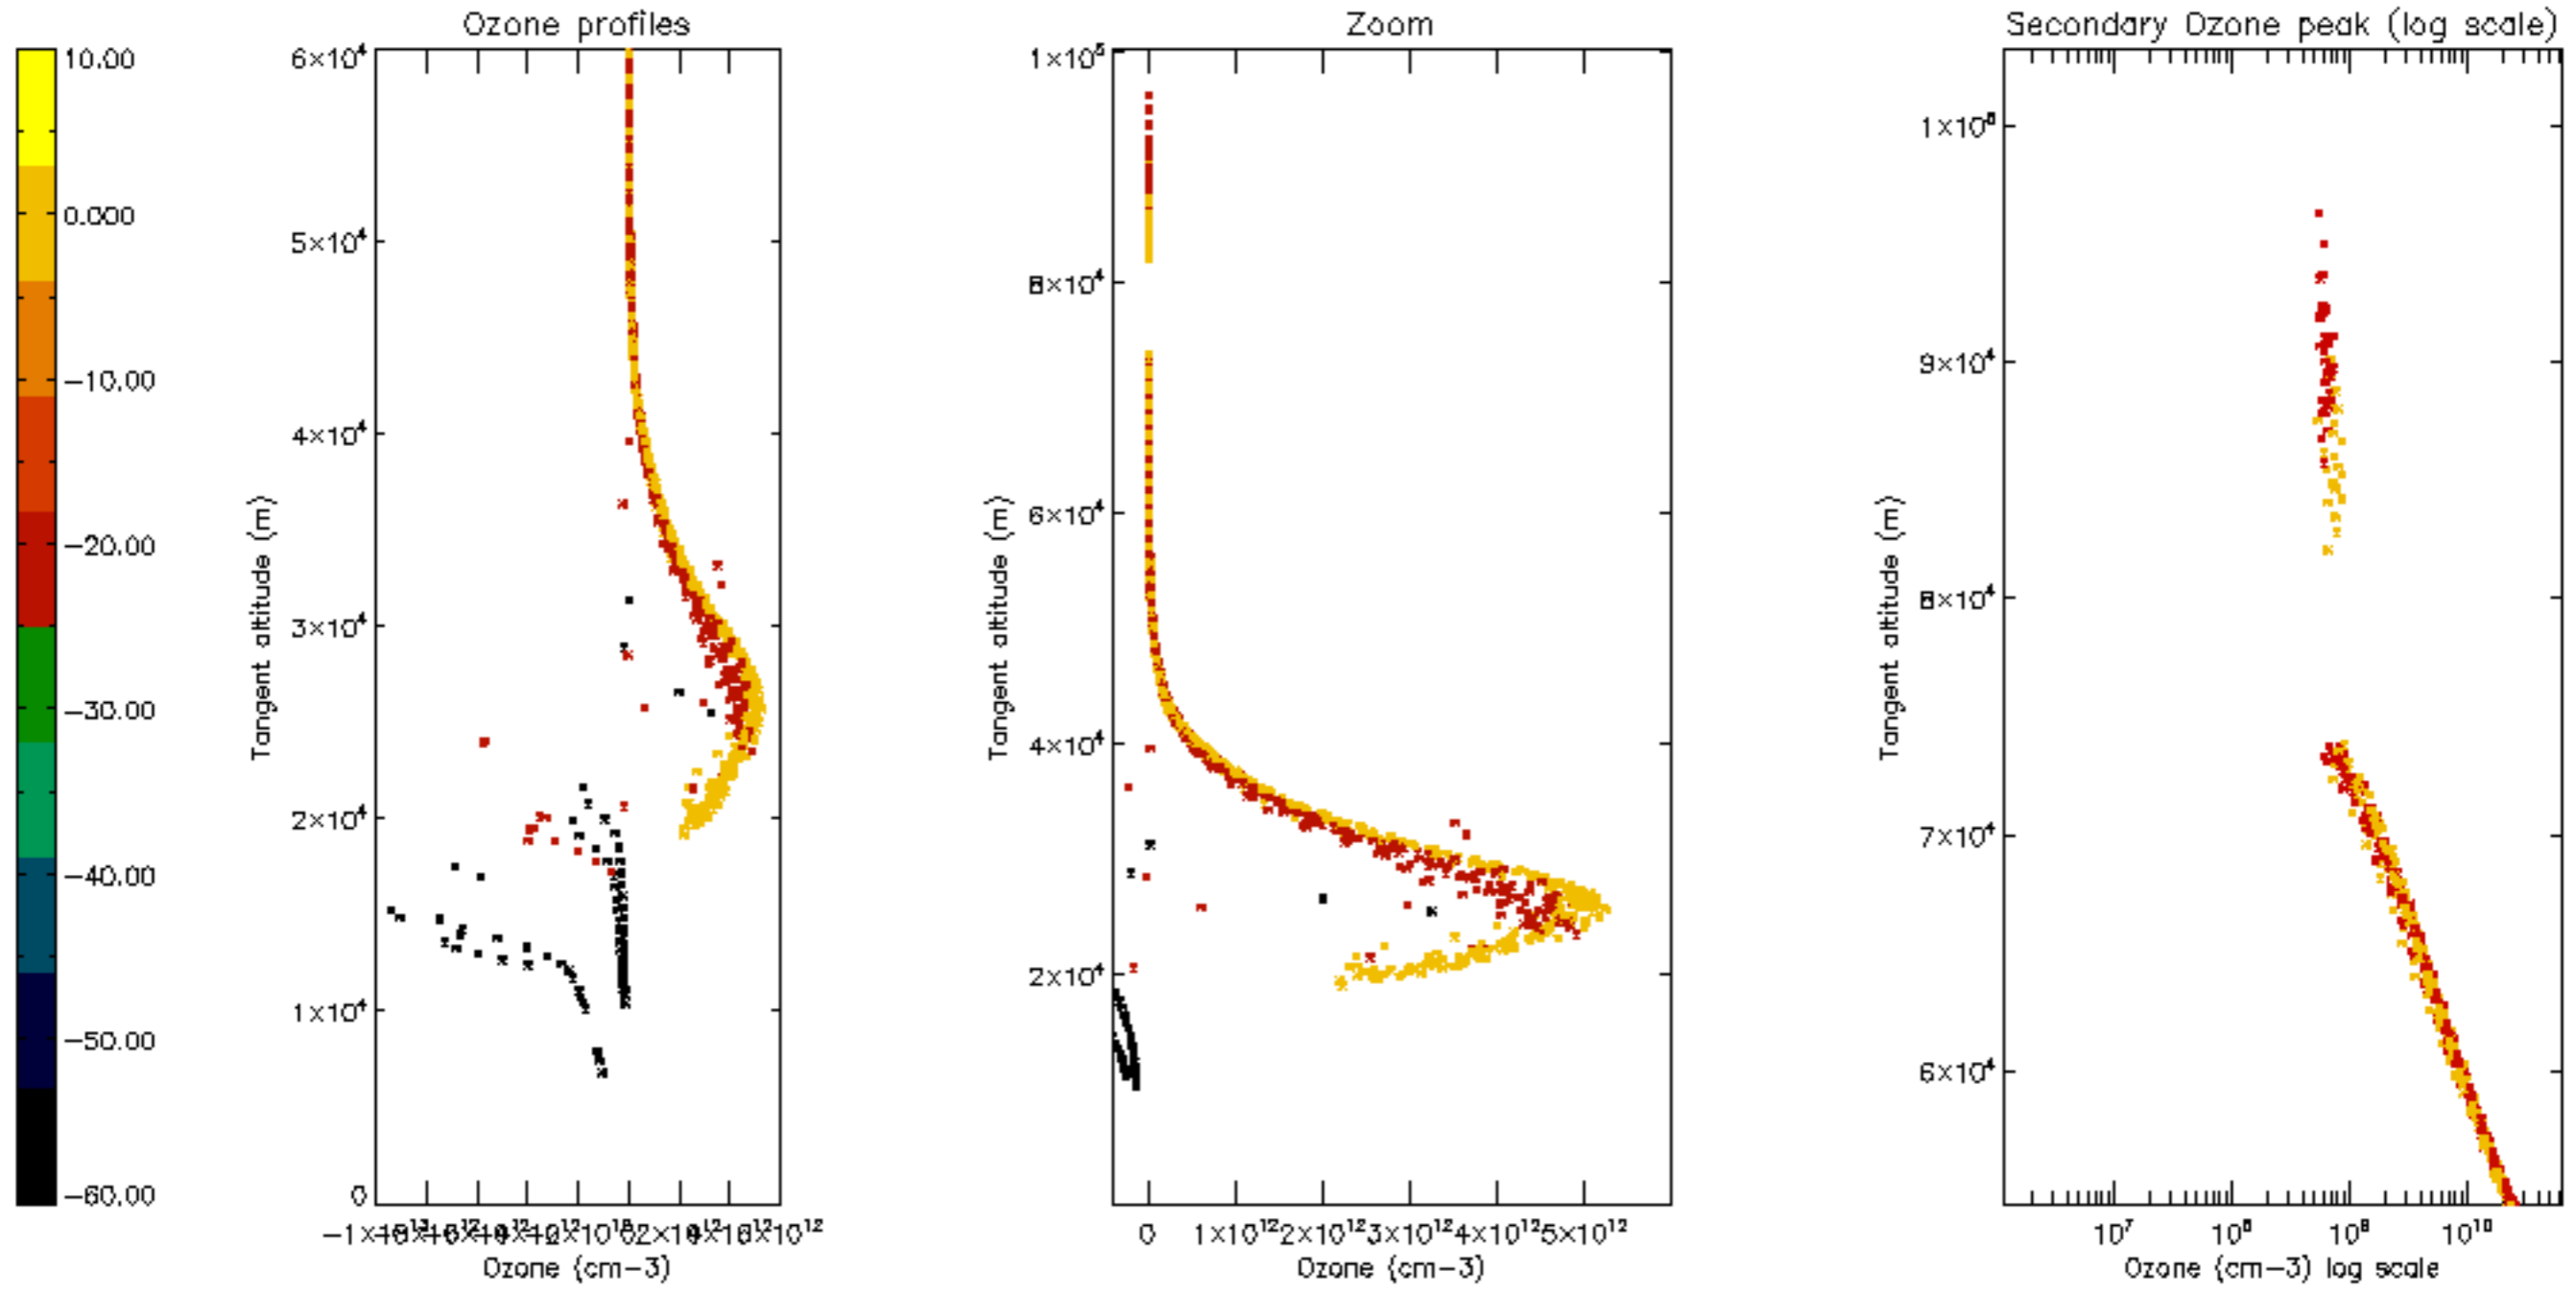 Ozone profiles
Zoom
Secondary Ozone peak (log scale)
10.00
0.000
−10.00
−20.00
−30.00
−40.00
−50.00
−60.00
6×10⁴
5×10⁴
4×10⁴
3×10⁴
2×10⁴
1×10⁴
0
Tangent altitude (m)
Ozone (cm−3)
1×10⁵
8×10⁴
6×10⁴
4×10⁴
2×10⁴
Tangent altitude (m)
0 1×10¹² 2×10¹² 3×10¹² 4×10¹² 5×10¹²
Ozone (cm−3)
1×10⁵
9×10⁴
8×10⁴
7×10⁴
6×10⁴
Tangent altitude (m)
10⁷ 10⁸ 10⁹ 10¹⁰
Ozone (cm−3) log scale